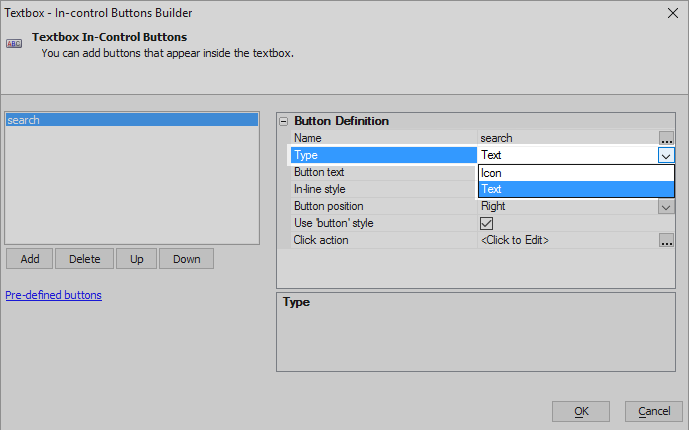 Textbox - In-control Buttons Builder
ABC
Textbox In-Control Buttons
You can add buttons that appear inside the textbox.
search
Button Definition
Name search ...
Type Text
Button text
Icon
In-line style
Text
Button position Right
Use 'button' style
Click action <Click to Edit> ...
Add Delete Up Down
Pre-defined buttons
Type
OK Cancel